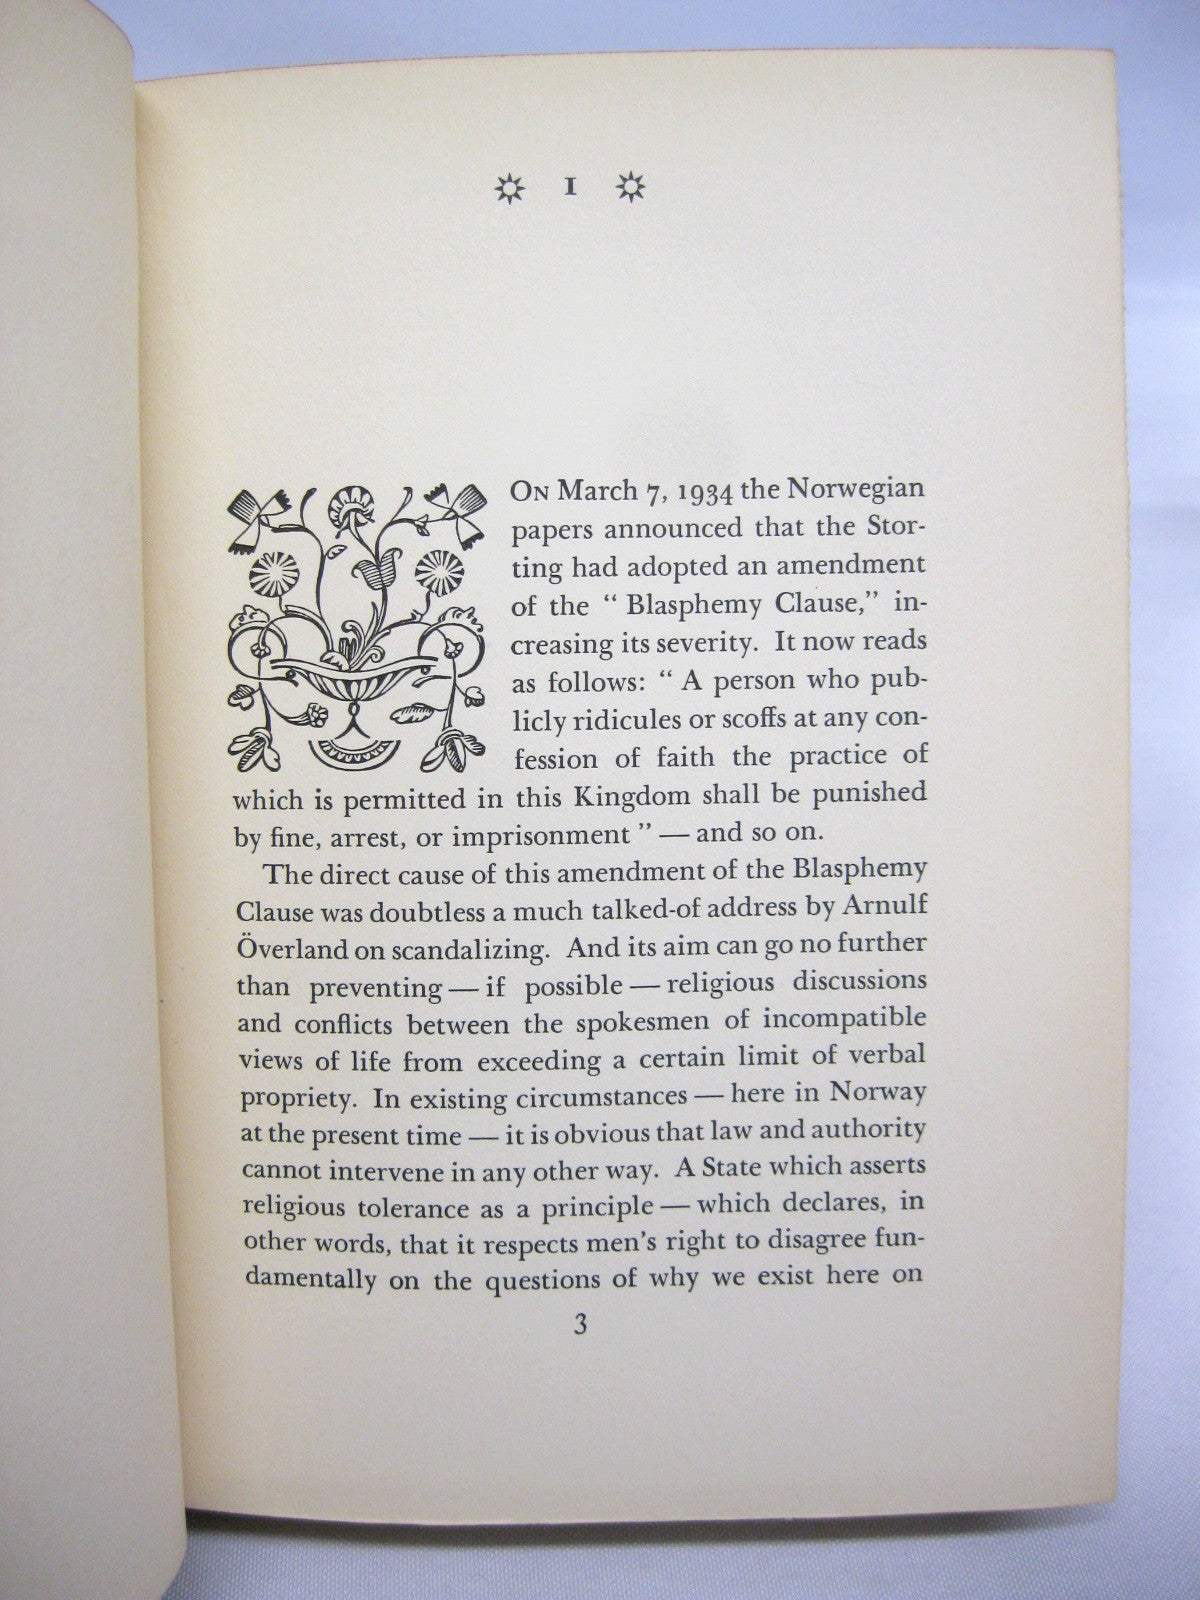 I
On March 7, 1934 the Norwegian
papers announced that the Stor-
ting had adopted an amendment
of the “ Blasphemy Clause,” in-
creasing its severity. It now reads
as follows: “ A person who pub-
licly ridicules or scoffs at any con-
fession of faith the practice of
which is permitted in this Kingdom shall be punished
by fine, arrest, or imprisonment ” — and so on.
The direct cause of this amendment of the Blasphemy
Clause was doubtless a much talked-of address by Arnulf
Överland on scandalizing. And its aim can go no further
than preventing — if possible — religious discussions
and conflicts between the spokesmen of incompatible
views of life from exceeding a certain limit of verbal
propriety. In existing circumstances — here in Norway
at the present time — it is obvious that law and authority
cannot intervene in any other way. A State which asserts
religious tolerance as a principle — which declares, in
other words, that it respects men’s right to disagree fun-
damentally on the questions of why we exist here on
3